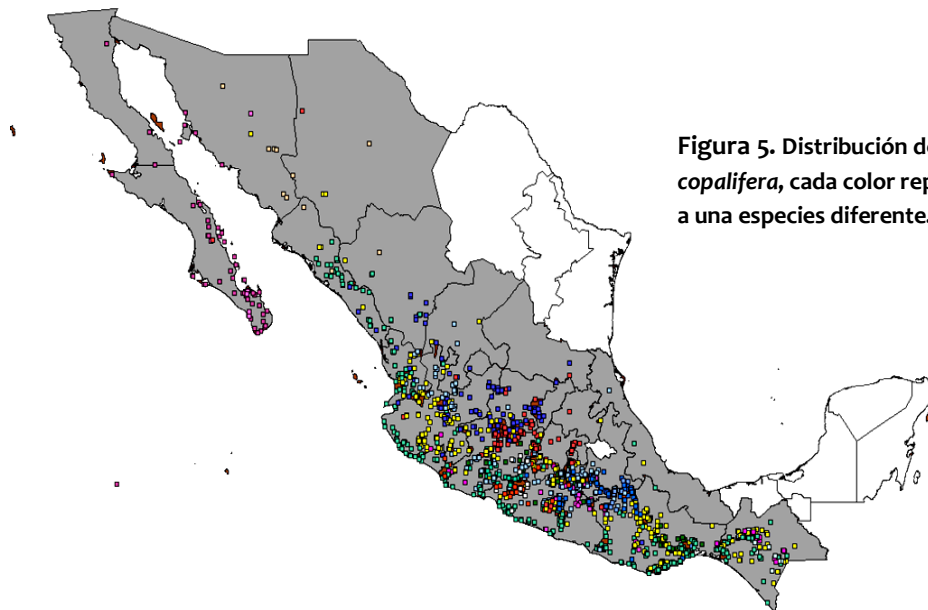 Figura 5. Distribución de
copalifera, cada color rep
a una especies diferente.